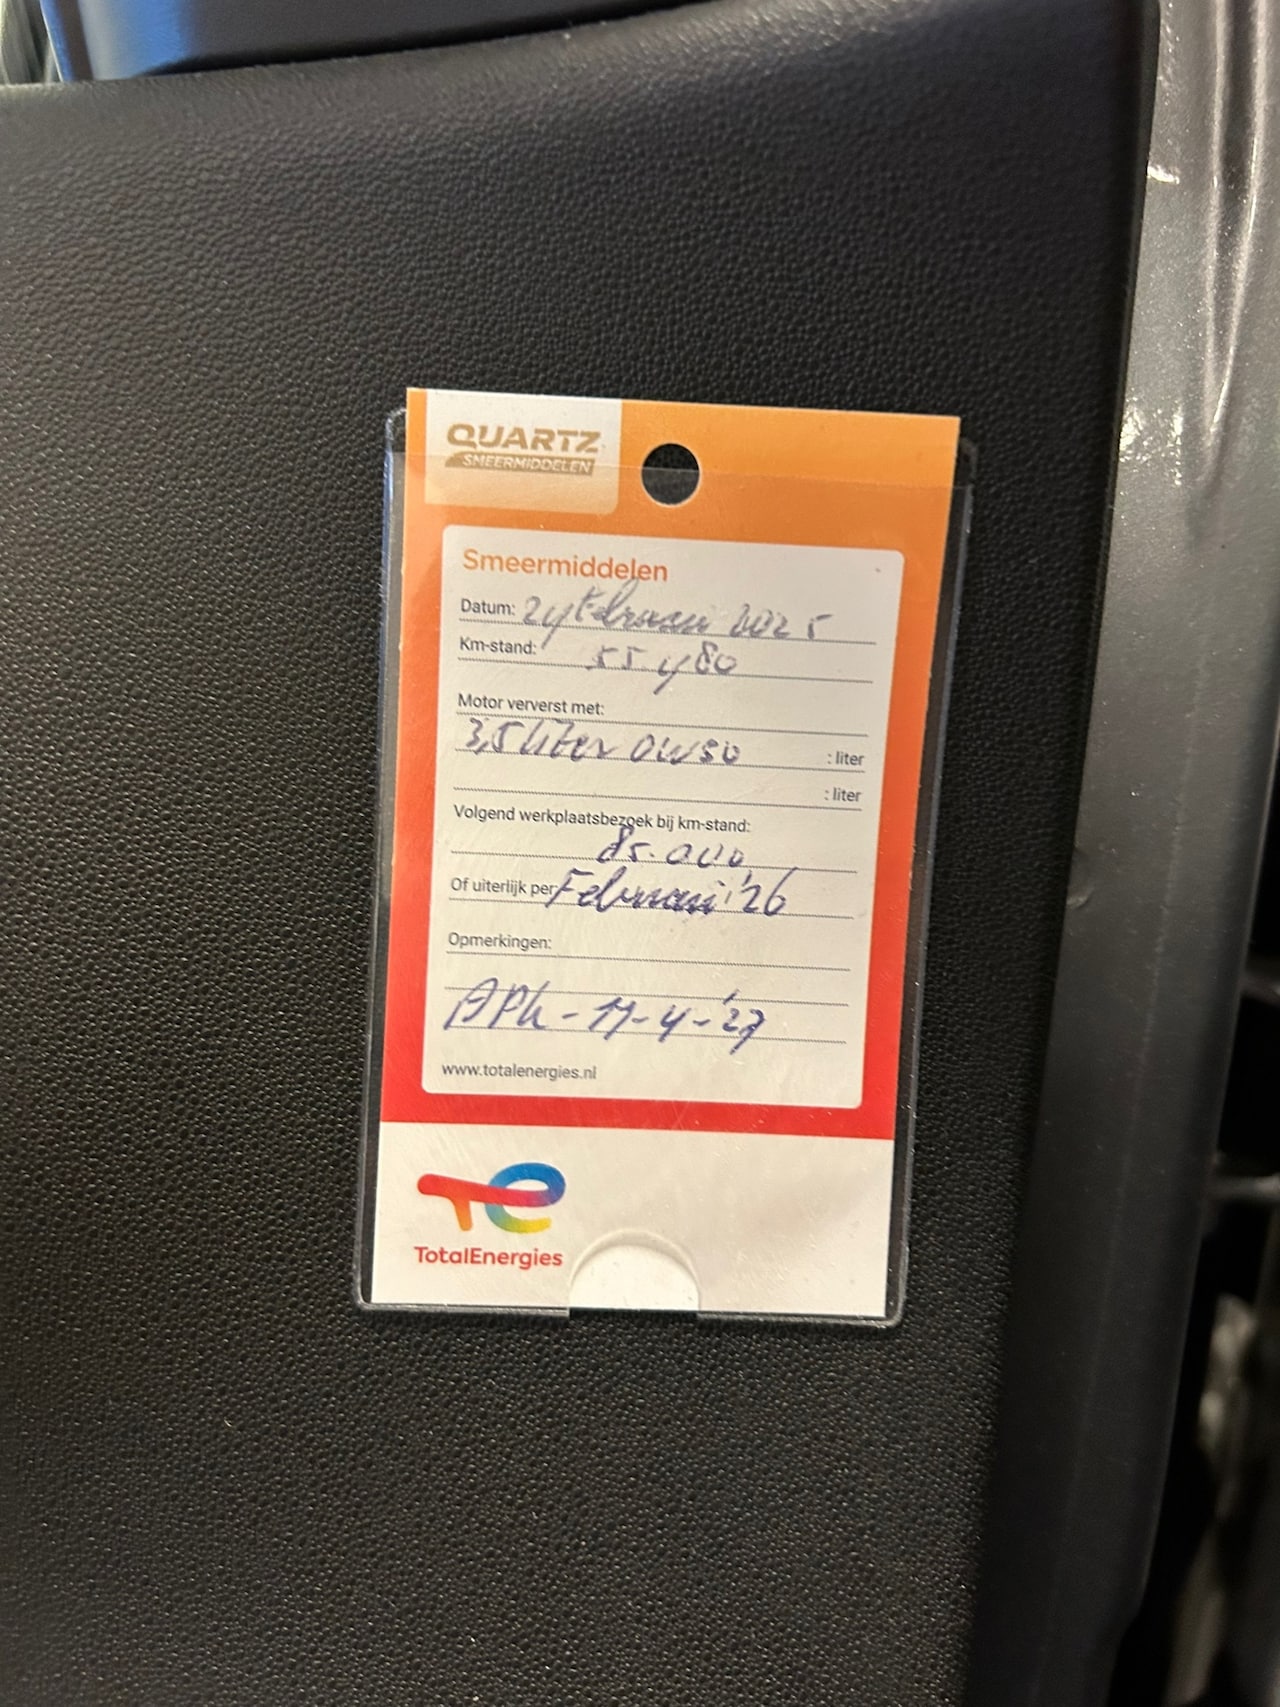 QUARTZ
SMEERMIDDELEN
Smeermiddelen
Datum: 24 Februari 2025
Km-stand: 55.480
Motor ververst met:
3,5 liter 0W30 : liter
: liter
Volgend werkplaatsbezoek bij km-stand:
85.000,
Of uiterlijk per: Februari '26
Opmerkingen:
APK - 11-4-'27
www.totalenergies.nl
TotalEnergies